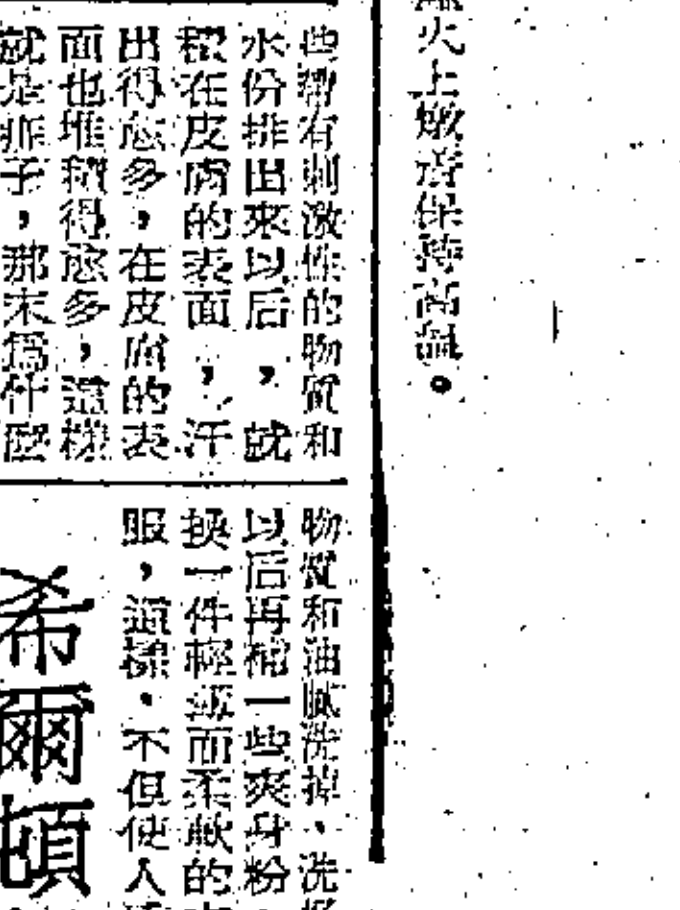 火上燉着保持高溫。
些帶有刺激性的物質和
水份排出來以后，就
積在皮膚的表面，汗
出得愈多，在皮膚的表
面也堆積得愈多，這樣
就是痱子，那末爲什麼
物質和油膩洗掉，洗
以后再補一些爽身粉
换一件輕薄而柔軟的
服，這樣，不但使人
希爾頓